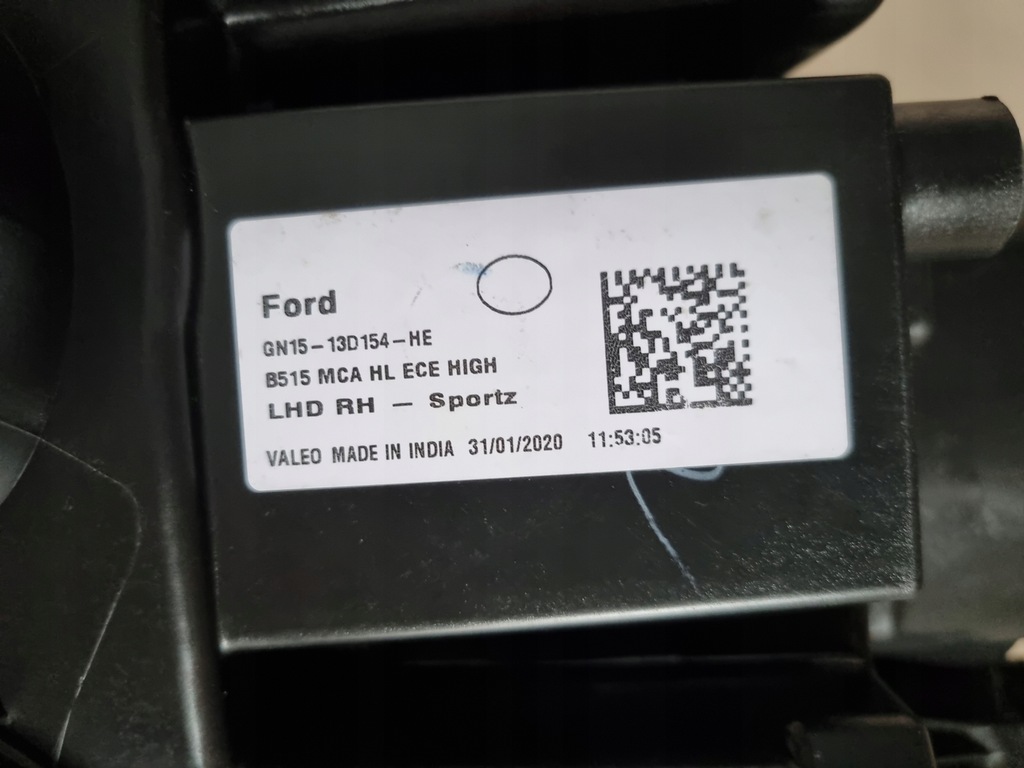 Ford
GN15-13D154-HE
B515 MCA HL ECE HIGH
LHD RH - Sportz
VALEO MADE IN INDIA 31/01/2020 11:53:05